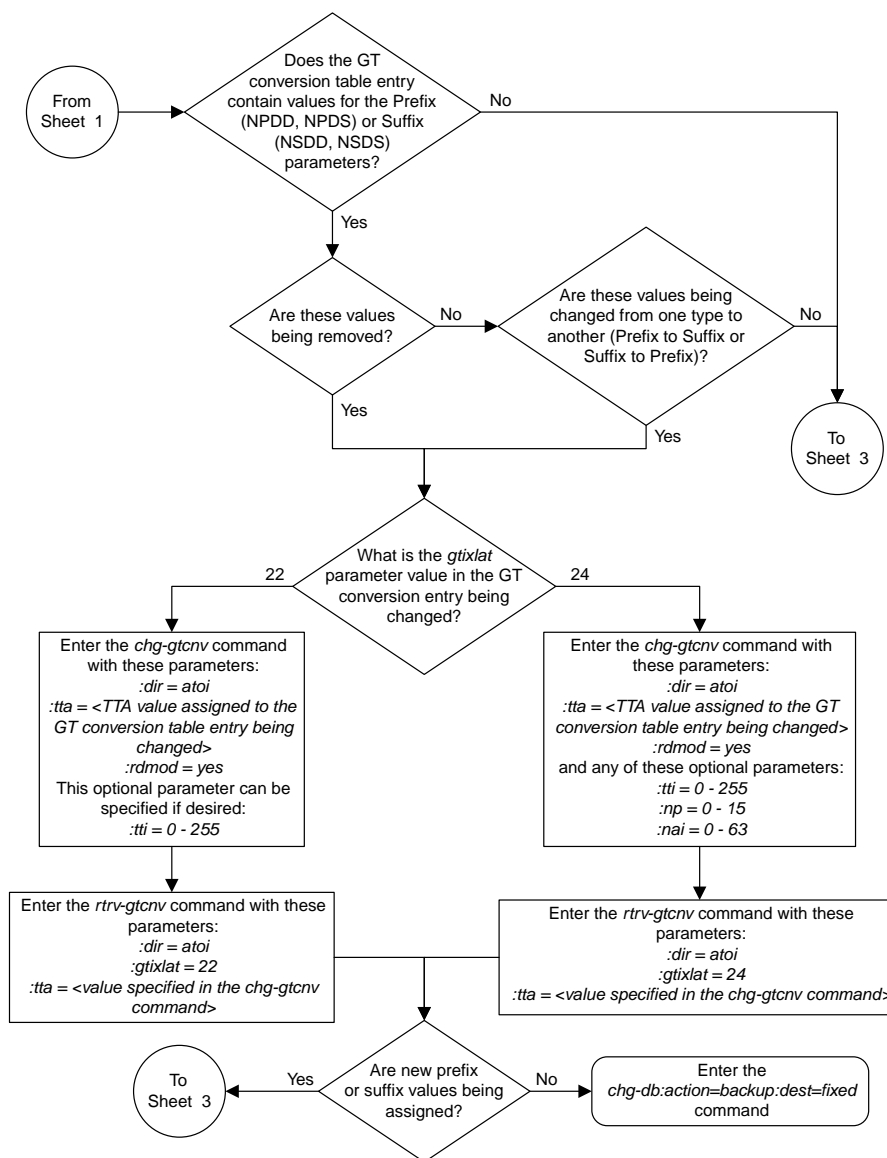 Does the GT
conversion table entry
contain values for the Prefix
(NPDD, NPDS) or Suffix
(NSDD, NSDS)
parameters?
From
Sheet 1
No
Yes
Are these values
being removed?
No
Are these values being
changed from one type to
another (Prefix to Suffix or
Suffix to Prefix)?
No
Yes
Yes
To
Sheet 3
What is the gtixlat
parameter value in the GT
conversion entry being
changed?
22
24
Enter the chg-gtcnv command
with these parameters:
:dir = atoi
:tta = <TTA value assigned to the
GT conversion table entry being
changed>
:rdmod = yes
This optional parameter can be
specified if desired:
:tti = 0 - 255
Enter the chg-gtcnv command with
these parameters:
:dir = atoi
:tta = <TTA value assigned to the GT
conversion table entry being changed>
:rdmod = yes
and any of these optional parameters:
:tti = 0 - 255
:np = 0 - 15
:nai = 0 - 63
Enter the rtrv-gtcnv command with these
parameters:
:dir = atoi
:gtixlat = 22
:tta = <value specified in the chg-gtcnv
command>
Enter the rtrv-gtcnv command with these
parameters:
:dir = atoi
:gtixlat = 24
:tta = <value specified in the chg-gtcnv command>
To
Sheet 3
Yes
Are new prefix
or suffix values being
assigned?
No
Enter the
chg-db:action=backup:dest=fixed
command